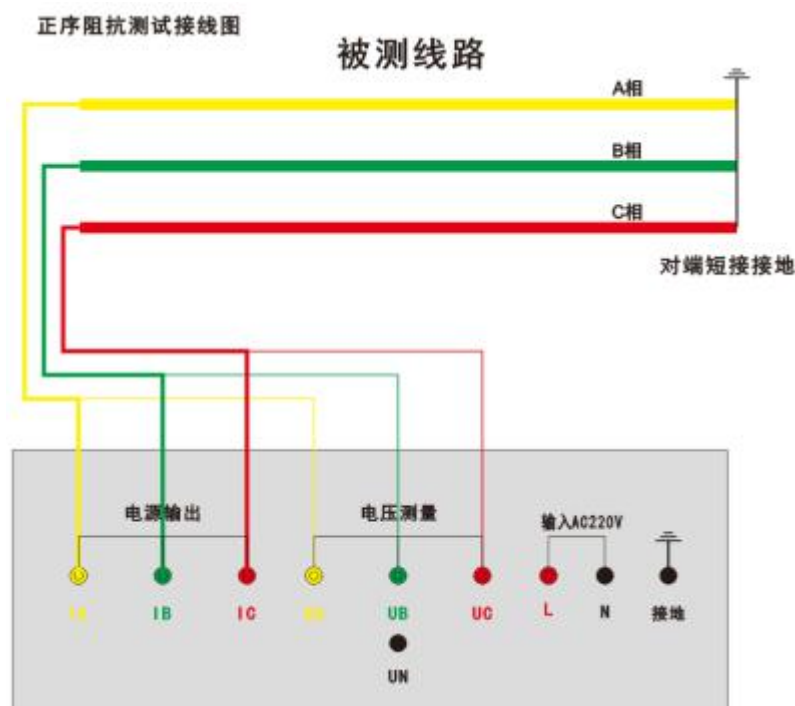 正序阻抗测试接线图
被测线路
A相
B相
C相
对端短接接地
电源输出
电压测量
输入AC220V
IA
IB
IC
UA
UB
UC
L
N
接地
UN